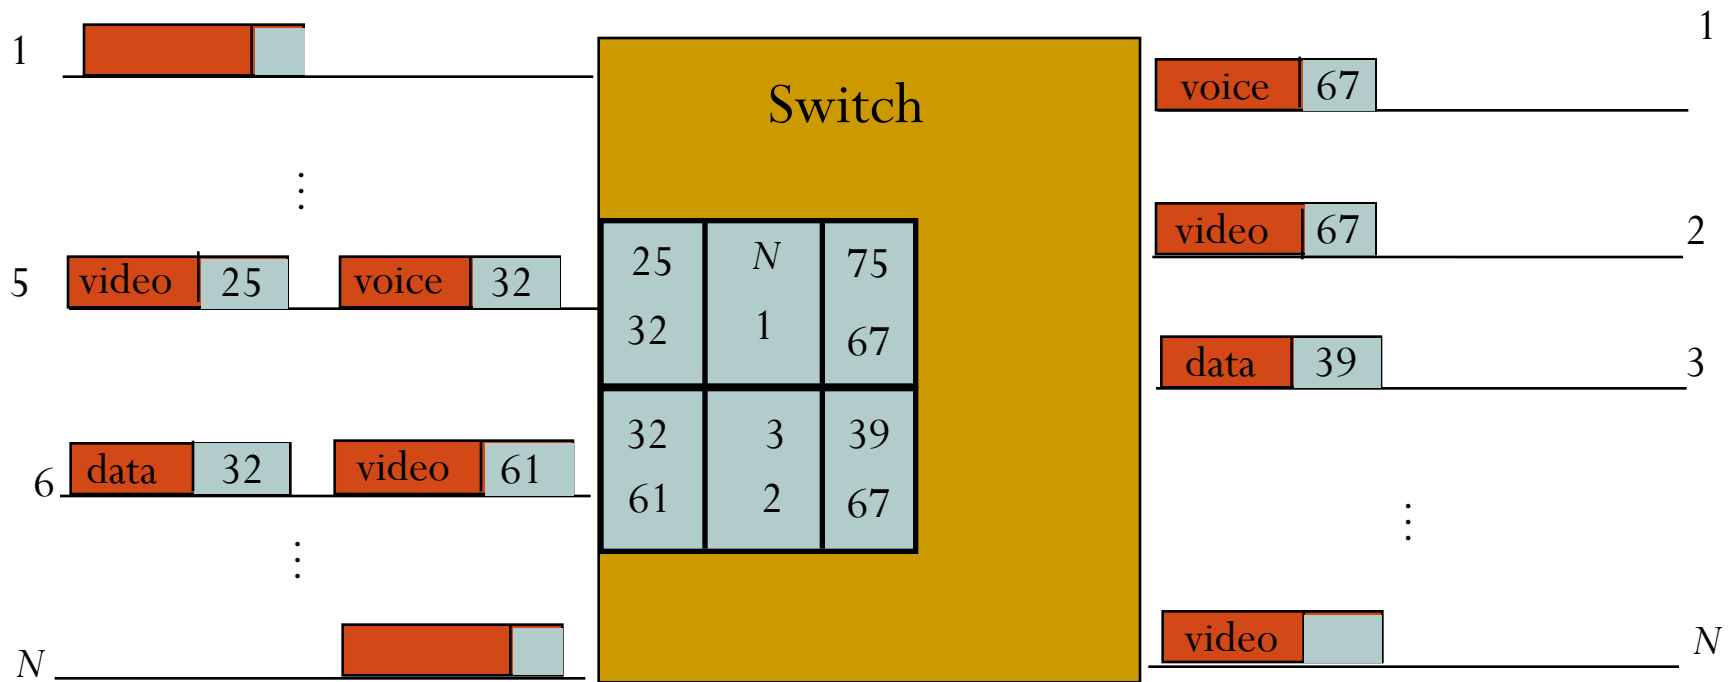 1
⋮
5 video 25 voice 32
6 data 32 video 61
⋮
N
Switch
25 N 75
32 1 67
32 3 39
61 2 67
1
voice 67
video 67 2
data 39 3
⋮
video N